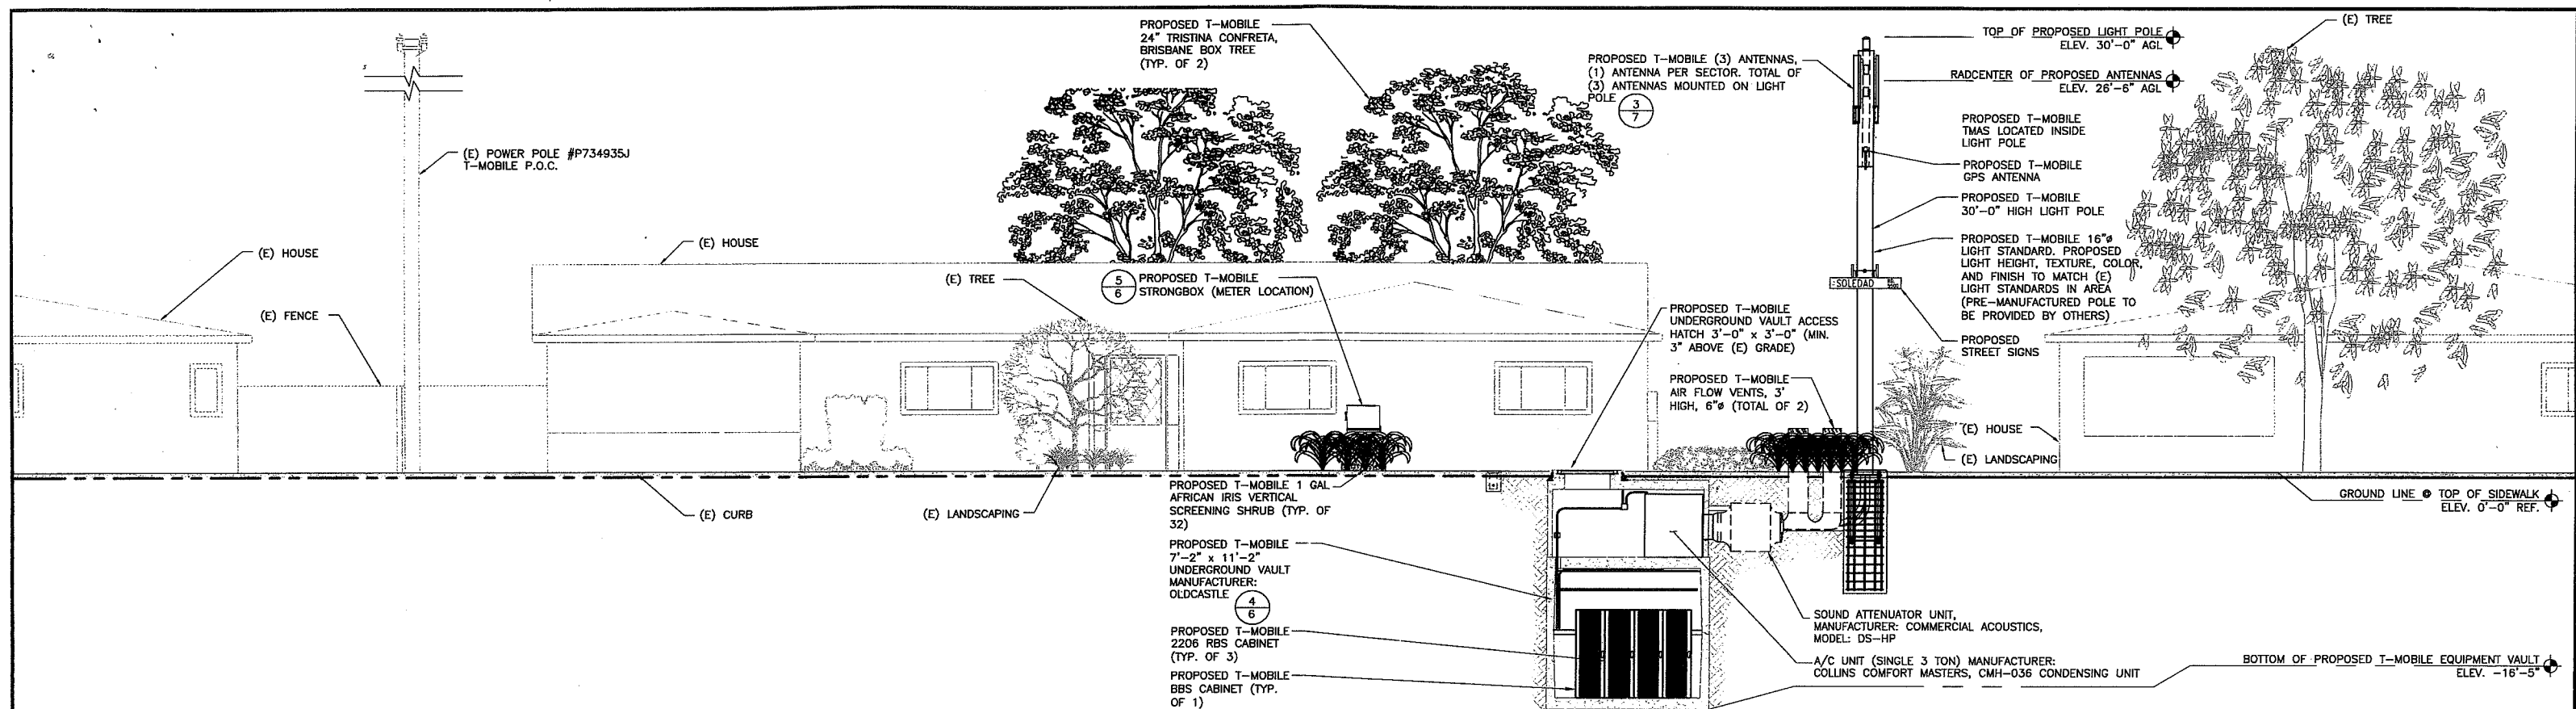 PROPOSED T-MOBILE
24" TRISTINA CONFRETA,
BRISBANE BOX TREE
(TYP. OF 2)
(E) TREE
TOP OF PROPOSED LIGHT POLE
ELEV. 30'-0" AGL
PROPOSED T-MOBILE (3) ANTENNAS,
(1) ANTENNA PER SECTOR. TOTAL OF
(3) ANTENNAS MOUNTED ON LIGHT
POLE
3
7
RADCENTER OF PROPOSED ANTENNAS
ELEV. 26'-6" AGL
PROPOSED T-MOBILE
TMAS LOCATED INSIDE
LIGHT POLE
(E) POWER POLE #P734935J
T-MOBILE P.O.C.
PROPOSED T-MOBILE
GPS ANTENNA
PROPOSED T-MOBILE
30'-0" HIGH LIGHT POLE
(E) HOUSE
(E) HOUSE
PROPOSED T-MOBILE 16"ø
LIGHT STANDARD. PROPOSED
LIGHT HEIGHT, TEXTURE, COLOR,
AND FINISH TO MATCH (E)
LIGHT STANDARDS IN AREA
(PRE-MANUFACTURED POLE TO
BE PROVIDED BY OTHERS)
(E) TREE
5
6
PROPOSED T-MOBILE
STRONGBOX (METER LOCATION)
SOLEDAD
(E) FENCE
PROPOSED T-MOBILE
UNDERGROUND VAULT ACCESS
HATCH 3'-0" x 3'-0" (MIN.
3" ABOVE (E) GRADE)
PROPOSED
STREET SIGNS
PROPOSED T-MOBILE
AIR FLOW VENTS, 3'
HIGH, 6"ø (TOTAL OF 2)
(E) HOUSE
(E) LANDSCAPING
PROPOSED T-MOBILE 1 GAL
AFRICAN IRIS VERTICAL
SCREENING SHRUB (TYP. OF
32)
GROUND LINE @ TOP OF SIDEWALK
ELEV. 0'-0" REF.
(E) CURB
(E) LANDSCAPING
PROPOSED T-MOBILE
7'-2" x 11'-2"
UNDERGROUND VAULT
MANUFACTURER:
OLDCASTLE
4
6
SOUND ATTENUATOR UNIT,
MANUFACTURER: COMMERCIAL ACOUSTICS,
MODEL: DS-HP
PROPOSED T-MOBILE
2206 RBS CABINET
(TYP. OF 3)
A/C UNIT (SINGLE 3 TON) MANUFACTURER:
COLLINS COMFORT MASTERS, CMH-036 CONDENSING UNIT
BOTTOM OF PROPOSED T-MOBILE EQUIPMENT VAULT
ELEV. -16'-5"
PROPOSED T-MOBILE
BBS CABINET (TYP.
OF 1)